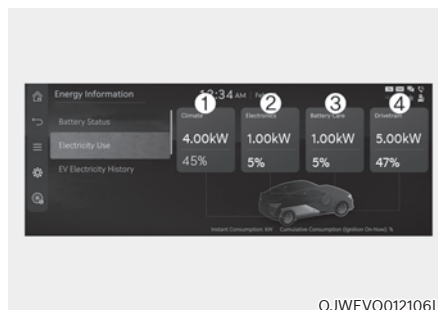 Energy Information
:34 AM
Battery Status
Electricity Use
EV Electricity History
1 2 3 4
Climate Electronics Battery Care Drivetrain
4.00kW 1.00kW 1.00kW 5.00kW
45% 5% 5% 47%
Instant Consumption: kW Cumulative Consumption (Ignition On-Now): %
OJWEVQ012106L